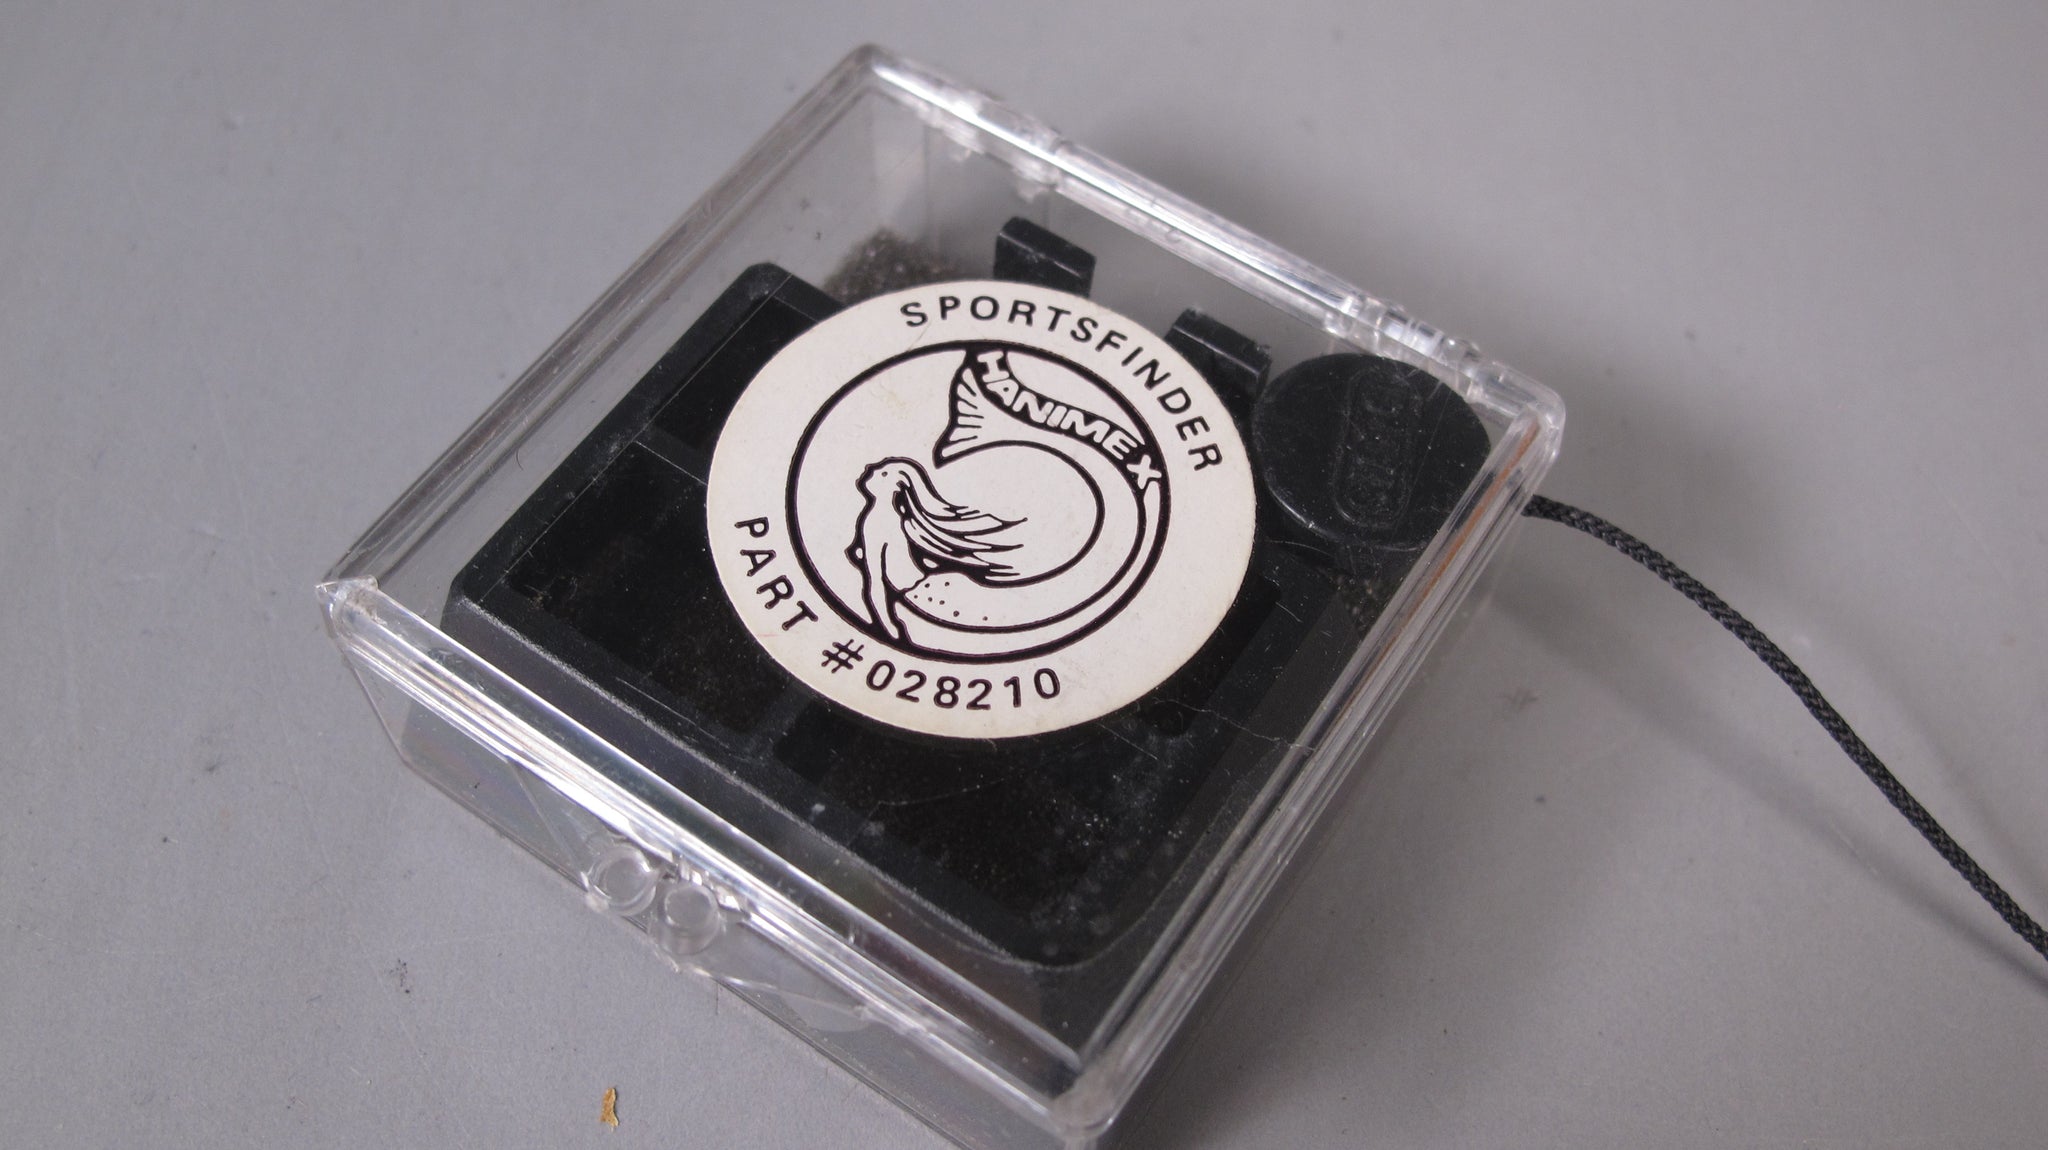 SPORTSFINDER
HANIMEX
PART #028210